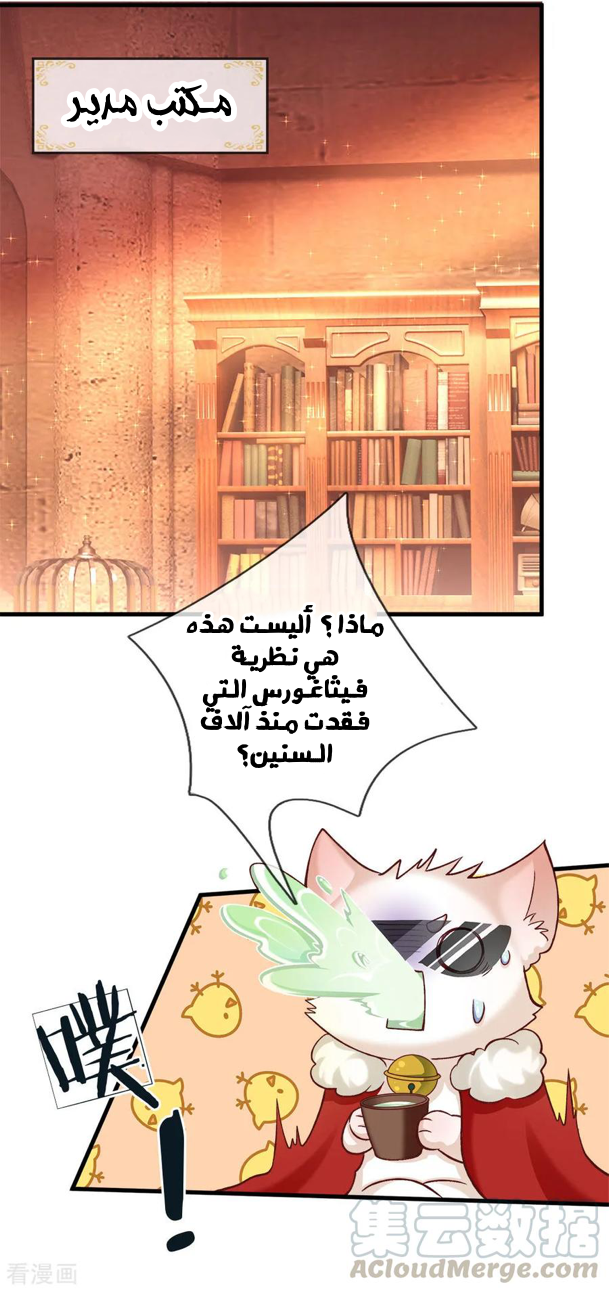 مكتب مدير
ماذا ؟ أليست هذه
هي نظرية
فيثاغورس التي
فقدت منذ آلاف
السنين؟
噗!
看漫画
集云数据
ACloudMerge.com